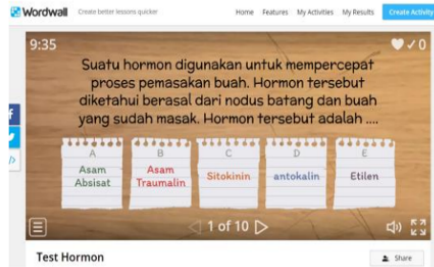 Wordwall Create better lessons quicker Home Features My Activities My Results Create Activity
9:35 0
Suatu hormon digunakan untuk mempercepat
proses pemasakan buah. Hormon tersebut
diketahui berasal dari nodus batang dan buah
yang sudah masak. Hormon tersebut adalah ....
A B C D E
Asam Absisat
Asam Traumalin
Sitokinin
antokalin
Etilen
1 of 10
Test Hormon Share